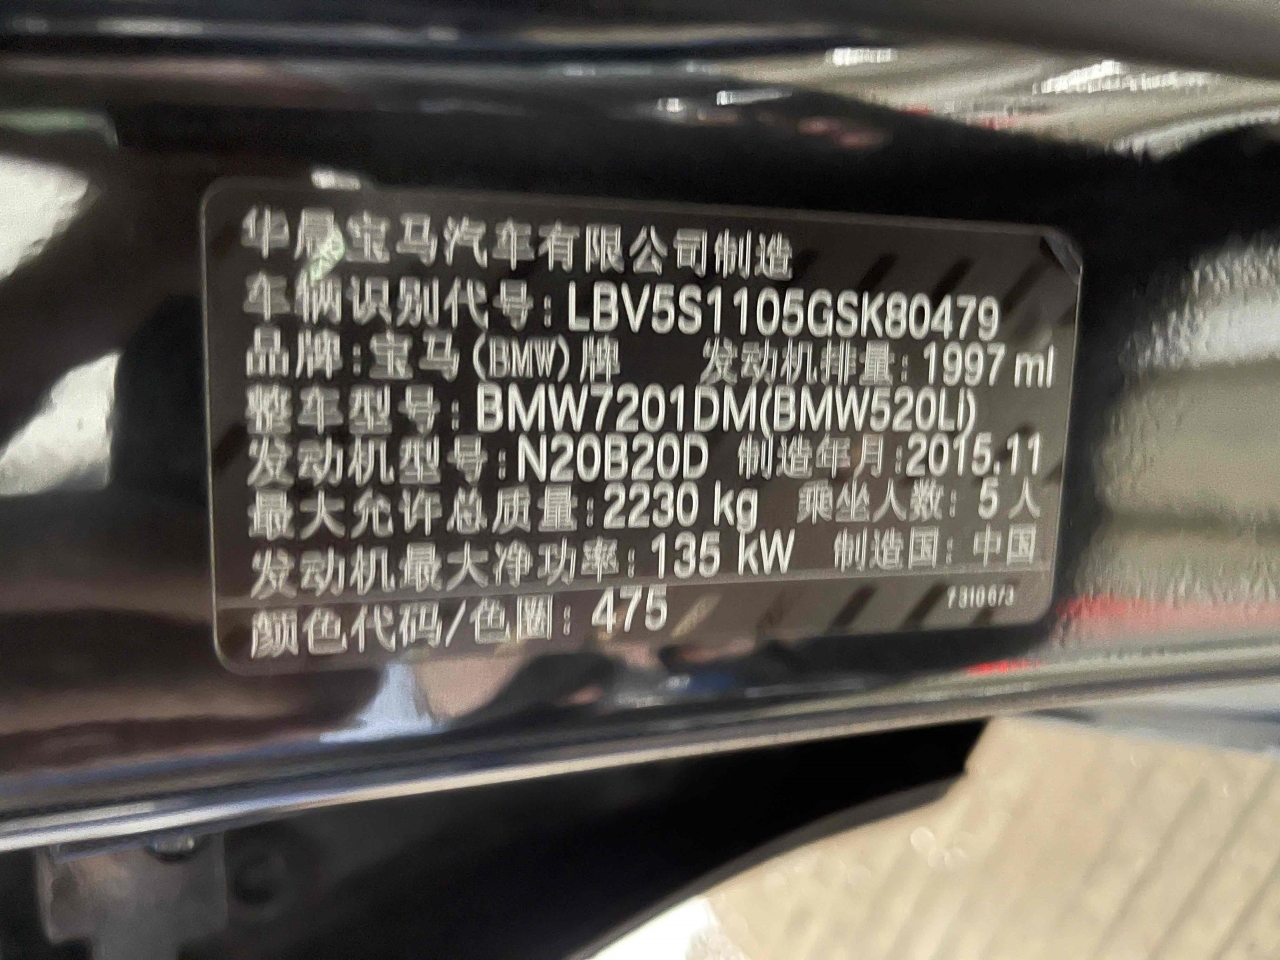 华晨宝马汽车有限公司制造
车辆识别代号:LBV5S1105GSK80479
品牌:宝马(BMW)牌 发动机排量:1997 ml
整车型号:BMW7201DM(BMW520Li)
发动机型号:N20B20D 制造年月:2015.11
最大允许总质量:2230 kg 乘坐人数:5人
发动机最大净功率:135 kW 制造国:中国
颜色代码/色圈:475